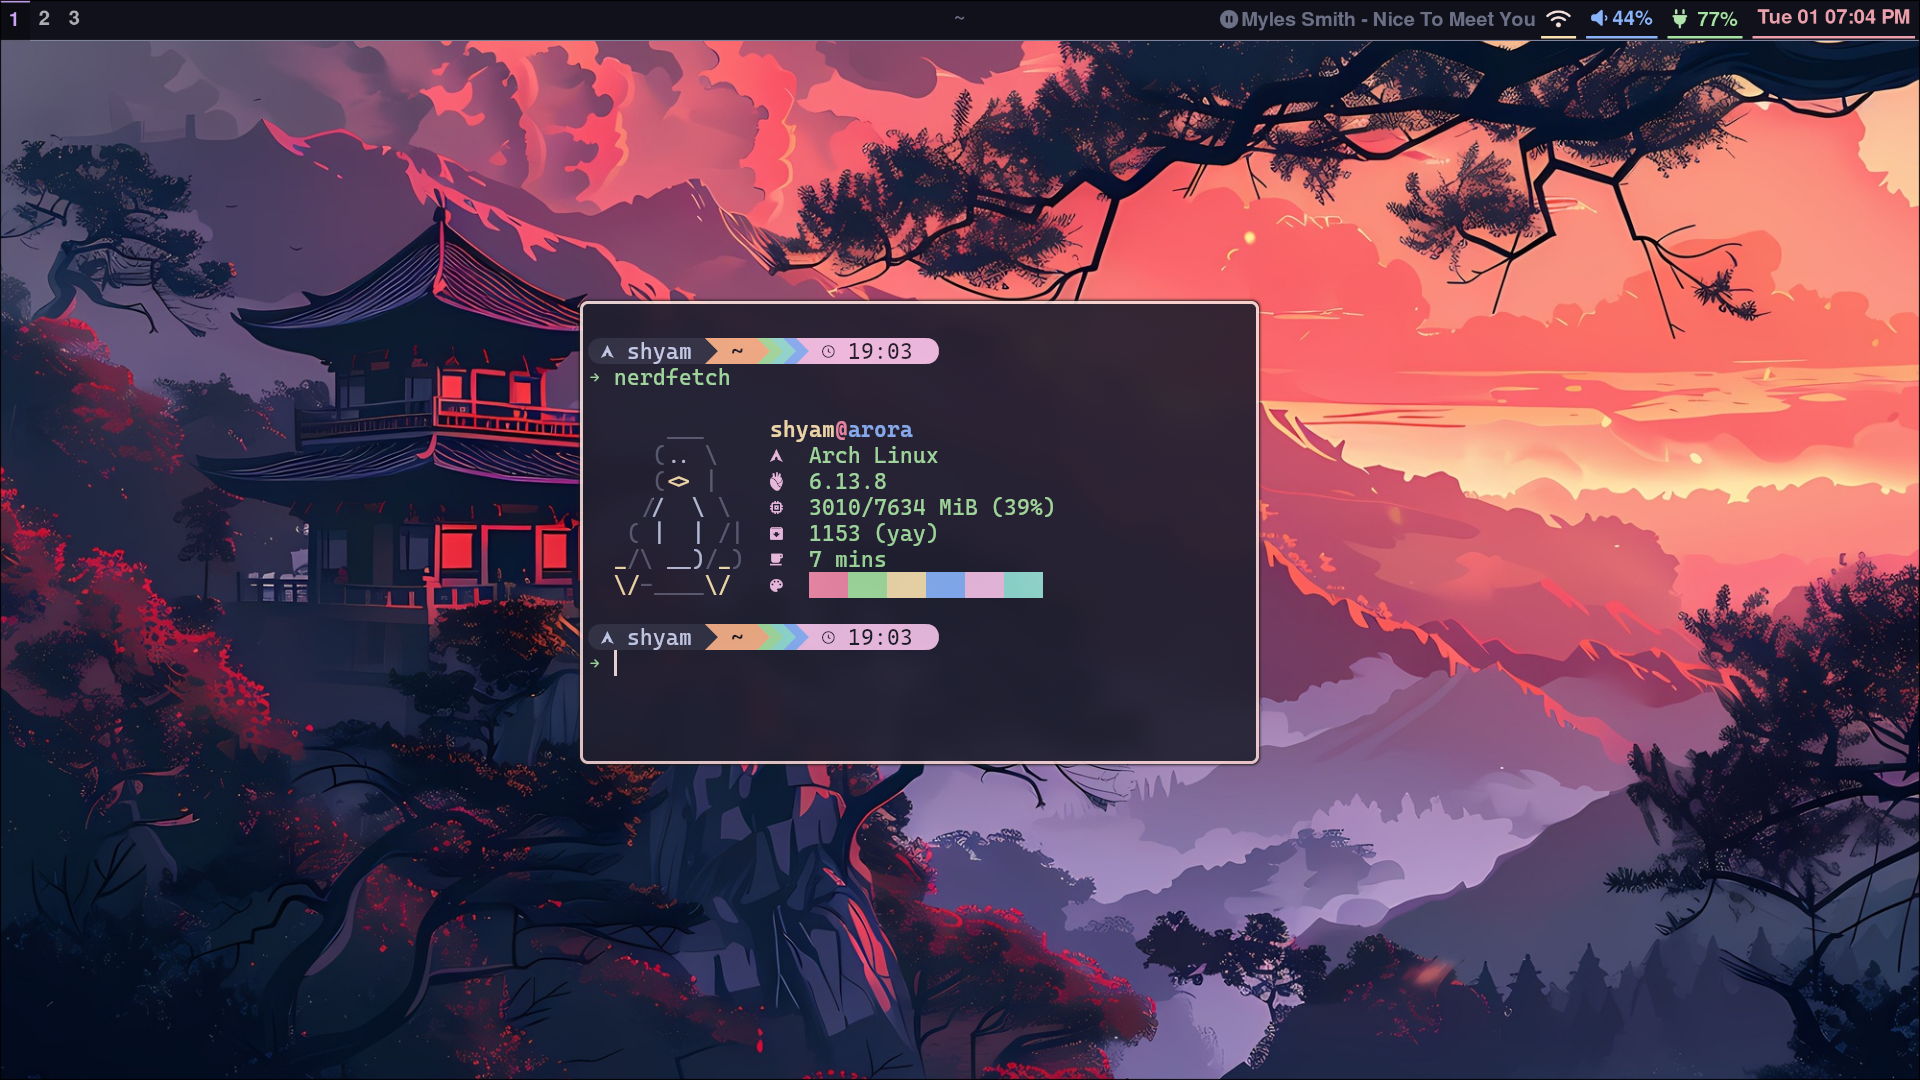 1 2 3
~
Myles Smith - Nice To Meet You 44% 77% Tue 01 07:04 PM
shyam ~ 19:03
→ nerdfetch
shyam@arora
Arch Linux
6.13.8
3010/7634 MiB (39%)
1153 (yay)
7 mins
shyam ~ 19:03
→